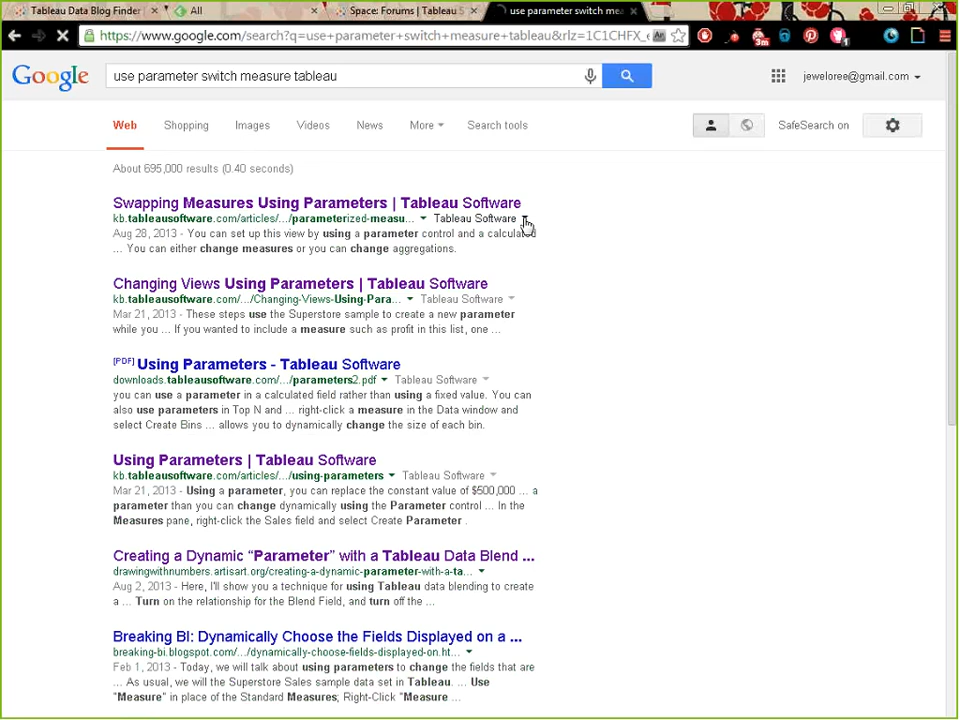 Tableau Data Blog Finder
All
Space: Forums | Tableau S
use parameter switch mea
https://www.google.com/search?q=use+parameter+switch+measure+tableau&rlz=1C1CHFX_e
3m
1
Google
use parameter switch measure tableau
jeweloree@gmail.com
Web Shopping Images Videos News More Search tools
SafeSearch on
About 695,000 results (0.40 seconds)
Swapping Measures Using Parameters | Tableau Software
kb.tableausoftware.com/articles/.../parameterized-measu... Tableau Software
Aug 28, 2013 - You can set up this view by using a parameter control and a calculated
... You can either change measures or you can change aggregations.
Changing Views Using Parameters | Tableau Software
kb.tableausoftware.com/.../Changing-Views-Using-Para... Tableau Software
Mar 21, 2013 - These steps use the Superstore sample to create a new parameter
while you ... If you wanted to include a measure such as profit in this list, one ...
[PDF] Using Parameters - Tableau Software
downloads.tableausoftware.com/.../parameters2.pdf Tableau Software
you can use a parameter in a calculated field rather than using a fixed value. You can
also use parameters in Top N and ... right-click a measure in the Data window and
select Create Bins ... allows you to dynamically change the size of each bin.
Using Parameters | Tableau Software
kb.tableausoftware.com/articles/.../using-parameters Tableau Software
Mar 21, 2013 - Using a parameter, you can replace the constant value of $500,000 ... a
parameter than you can change dynamically using the Parameter control ... In the
Measures pane, right-click the Sales field and select Create Parameter .
Creating a Dynamic “Parameter” with a Tableau Data Blend ...
drawingwithnumbers.artisart.org/creating-a-dynamic-parameter-with-a-ta...
Aug 2, 2013 - Here, I'll show you a technique for using Tableau data blending to create
a ... Turn on the relationship for the Blend Field, and turn off the ...
Breaking BI: Dynamically Choose the Fields Displayed on a ...
breaking-bi.blogspot.com/.../dynamically-choose-fields-displayed-on.ht...
Feb 1, 2013 - Today, we will talk about using parameters to change the fields that are
... As usual, we will the Superstore Sales sample data set in Tableau. ... Use
"Measure" in place of the Standard Measures; Right-Click "Measure ...